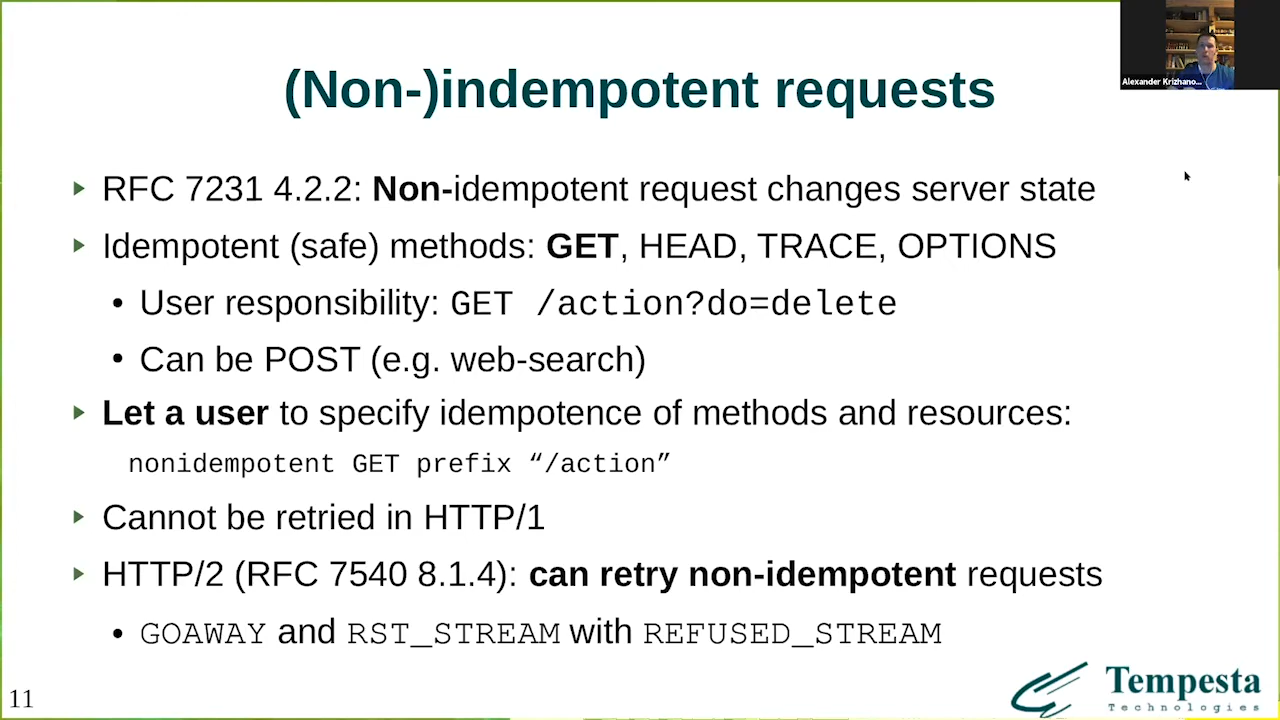 Alexander Krizhano...
(Non-)indempotent requests
RFC 7231 4.2.2: Non-idempotent request changes server state
Idempotent (safe) methods: GET, HEAD, TRACE, OPTIONS
User responsibility: GET /action?do=delete
Can be POST (e.g. web-search)
Let a user to specify idempotence of methods and resources:
nonidempotent GET prefix “/action”
Cannot be retried in HTTP/1
HTTP/2 (RFC 7540 8.1.4): can retry non-idempotent requests
GOAWAY and RST_STREAM with REFUSED_STREAM
11
Tempesta
Technologies